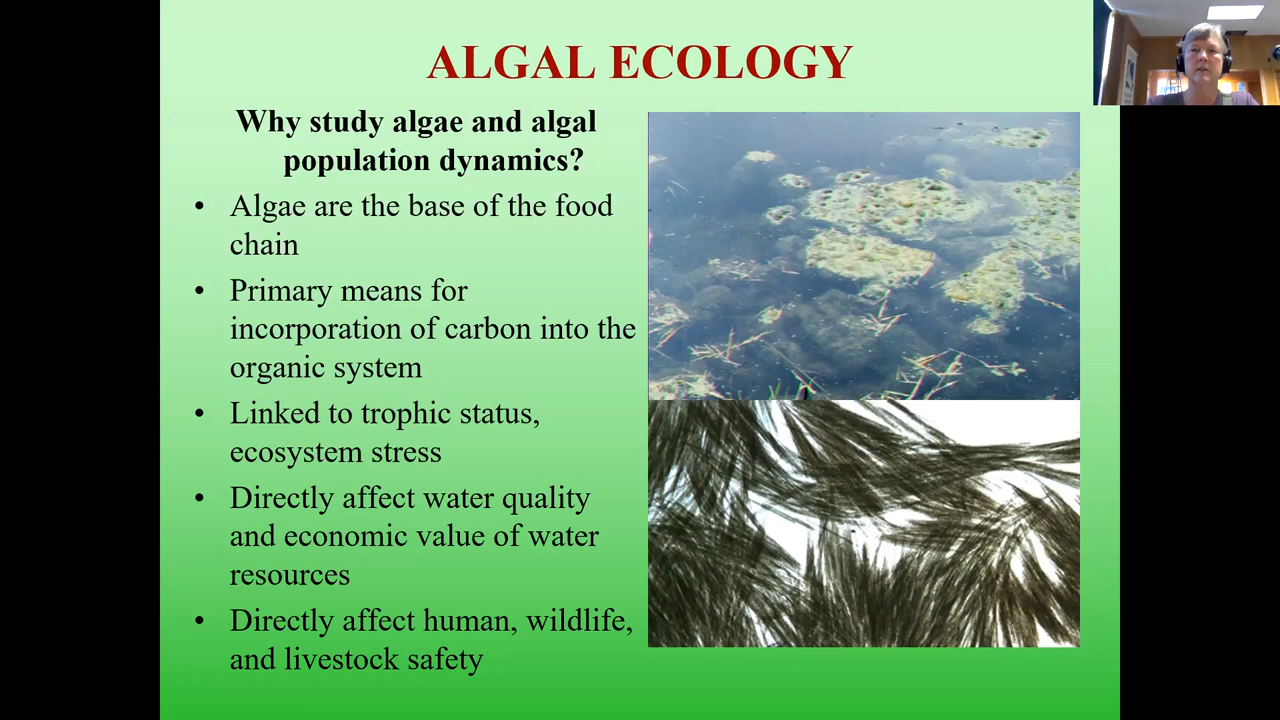 ALGAL ECOLOGY
Why study algae and algal
population dynamics?
• Algae are the base of the food
chain
• Primary means for
incorporation of carbon into the
organic system
• Linked to trophic status,
ecosystem stress
• Directly affect water quality
and economic value of water
resources
• Directly affect human, wildlife,
and livestock safety